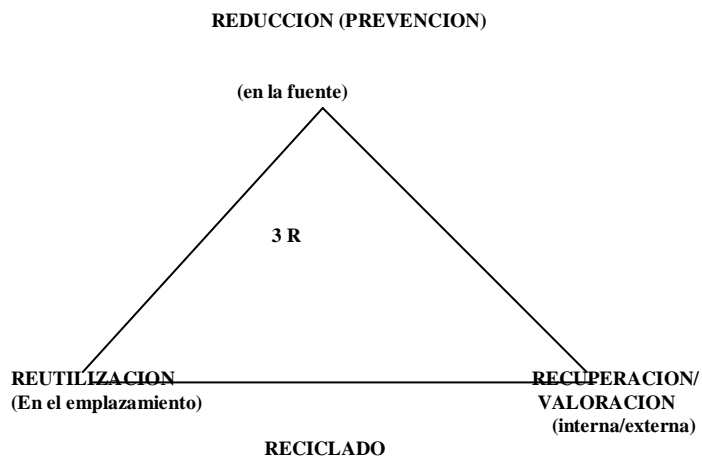 REDUCCION (PREVENCION)
(en la fuente)
3 R
REUTILIZACION
(En el emplazamiento)
RECUPERACION/
VALORACION
(interna/externa)
RECICLADO